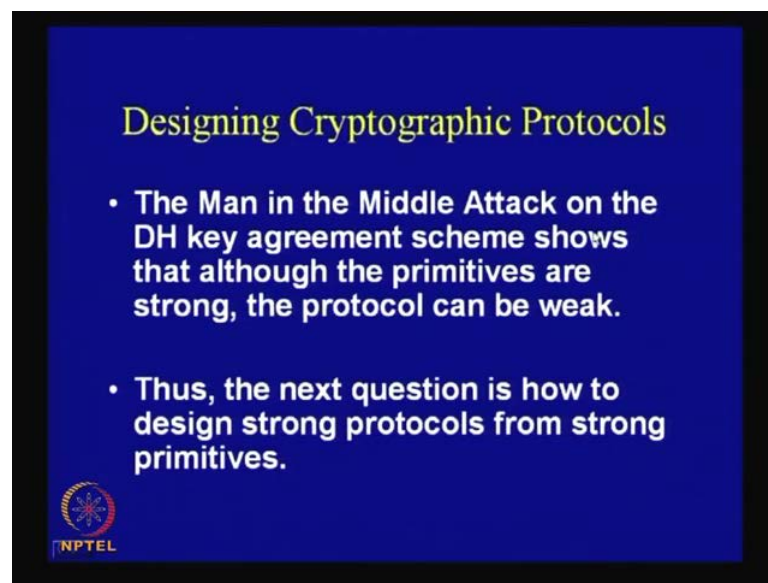 Designing Cryptographic Protocols
• The Man in the Middle Attack on the
DH key agreement scheme shows
that although the primitives are
strong, the protocol can be weak.
• Thus, the next question is how to
design strong protocols from strong
primitives.
NPTEL